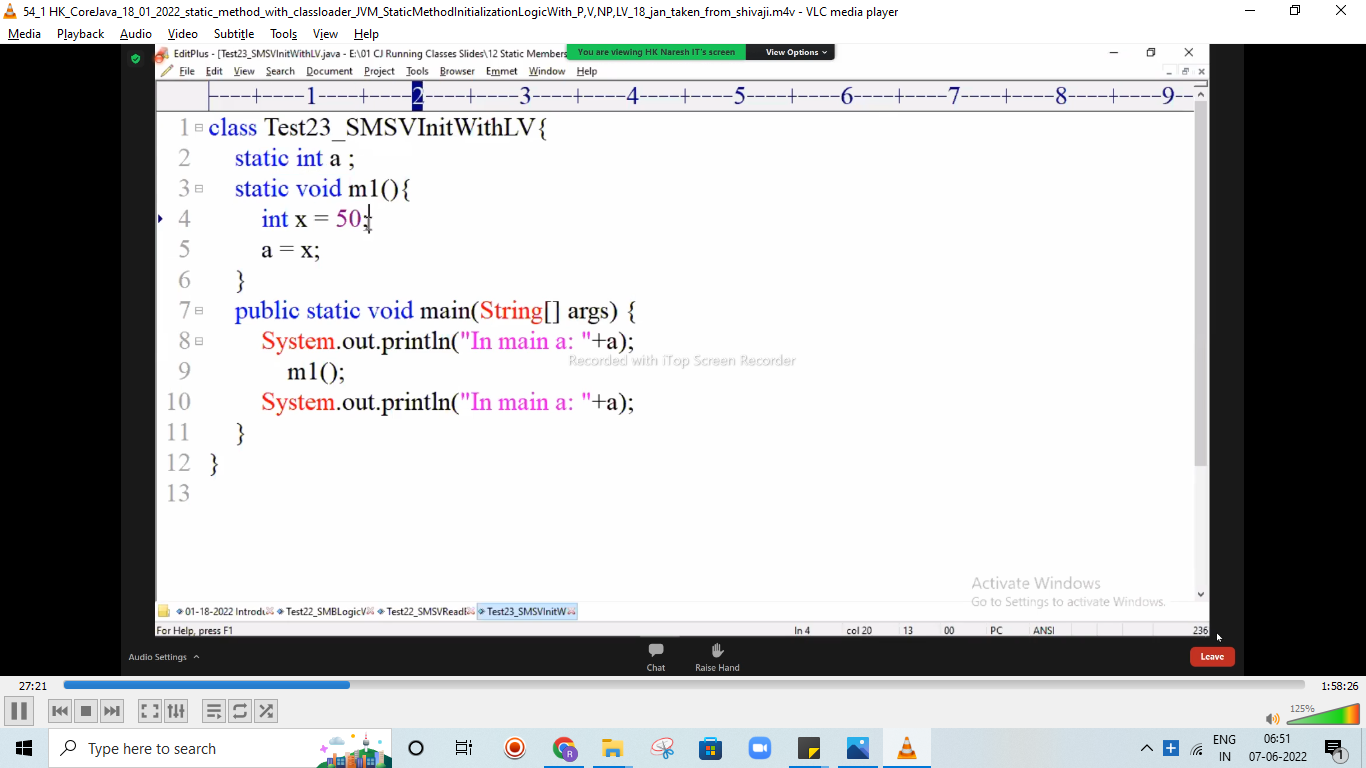 54_1 HK_CoreJava_18_01_2022_static_method_with_classloader_JVM_StaticMethodInitializationLogicWith_P,V,NP,LV_18_jan_taken_from_shivaji.m4v - VLC media player
Media Playback Audio Video Subtitle Tools View Help
EditPlus - [Test23_SMSVInitWithLV.java - E:\01 CJ Running Classes Slides\12 Static Members
You are viewing HK Naresh IT's screen View Options
File Edit View Search Document Project Tools Browser Emmet Window Help
----+----1----+----2----+----3----+----4----+----5----+----6----+----7----+----8----+----9--
1 class Test23_SMSVInitWithLV{
2 static int a ;
3 static void m1(){
4 int x = 50;
5 a = x;
6 }
7 public static void main(String[] args) {
8 System.out.println("In main a: "+a);
Recorded with iTop Screen Recorder
9 m1();
10 System.out.println("In main a: "+a);
11 }
12 }
13
Activate Windows
Go to Settings to activate Windows.
01-18-2022 Introdu Test22_SMBLogicV Test22_SMSVReadI Test23_SMSVInitW
For Help, press F1 ln 4 col 20 13 00 PC ANSI 236
Audio Settings Chat Raise Hand Leave
27:21 1:58:26
125%
Type here to search
ENG 06:51
IN 07-06-2022 1